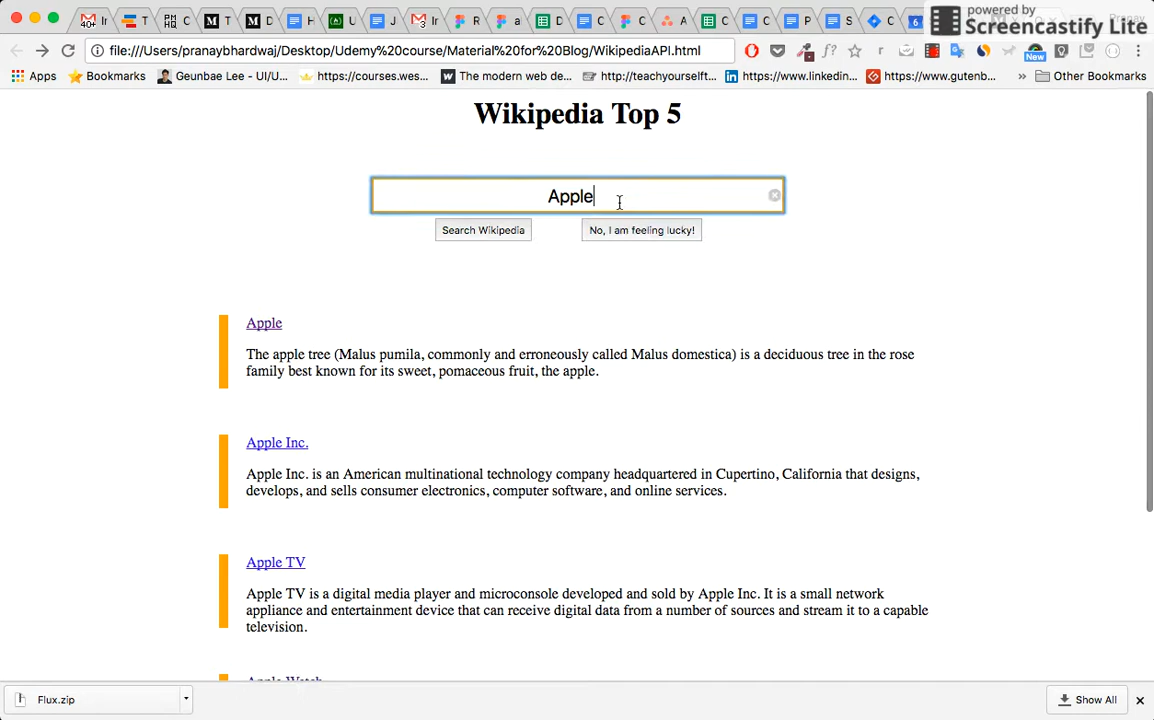 40+ In
T
C
T
D
H
U
J
3 In
R
a
D
C
C
C
A
C
C
P
S
C
6
powered by
Screencastify Lite
file:///Users/pranaybhardwaj/Desktop/Udemy%20course/Material%20for%20Blog/WikipediaAPI.html
f?
r
New
Apps
Bookmarks
Geunbae Lee - UI/U...
https://courses.wes...
The modern web de...
http://teachyourselft...
https://www.linkedin...
https://www.gutenb...
»
Other Bookmarks
Wikipedia Top 5
Apple
Search Wikipedia
No, I am feeling lucky!
Apple
The apple tree (Malus pumila, commonly and erroneously called Malus domestica) is a deciduous tree in the rose
family best known for its sweet, pomaceous fruit, the apple.
Apple Inc.
Apple Inc. is an American multinational technology company headquartered in Cupertino, California that designs,
develops, and sells consumer electronics, computer software, and online services.
Apple TV
Apple TV is a digital media player and microconsole developed and sold by Apple Inc. It is a small network
appliance and entertainment device that can receive digital data from a number of sources and stream it to a capable
television.
Apple Watch
Flux.zip
Show All